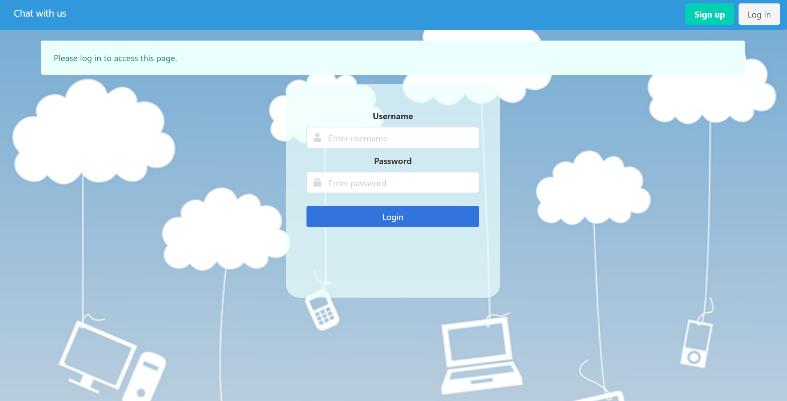 Chat with us
Sign up
Log in
Please log in to access this page.
Username
Enter username
Password
Enter password
Login